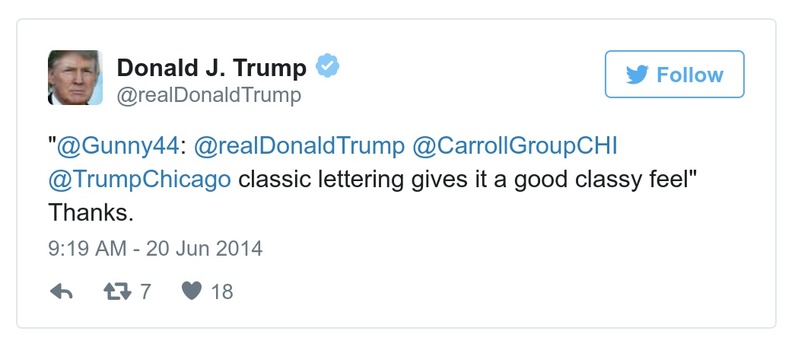 Donald J. Trump
@realDonaldTrump
Follow
"@Gunny44: @realDonaldTrump @CarrollGroupCHI
@TrumpChicago classic lettering gives it a good classy feel"
Thanks.
9:19 AM - 20 Jun 2014
7 18